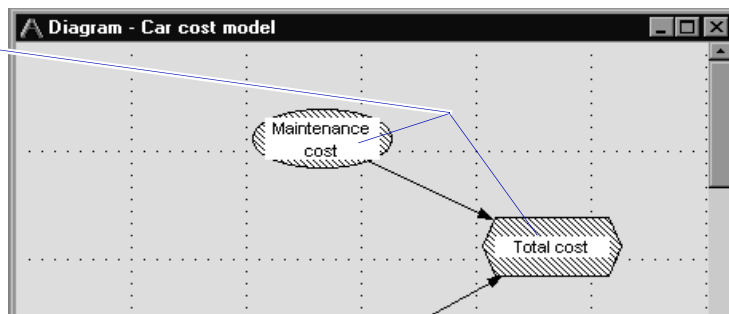 Diagram - Car cost model
Maintenance
cost
Total cost